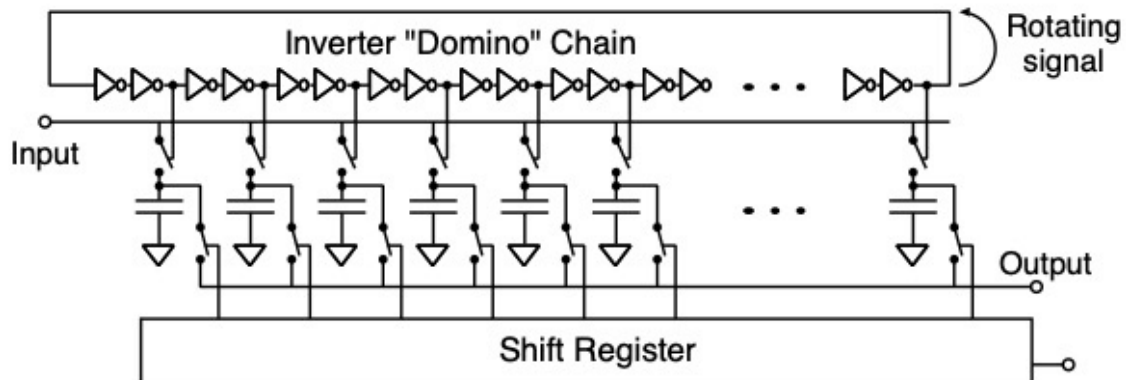 Inverter "Domino" Chain
Rotating
signal
Input
Output
Shift Register